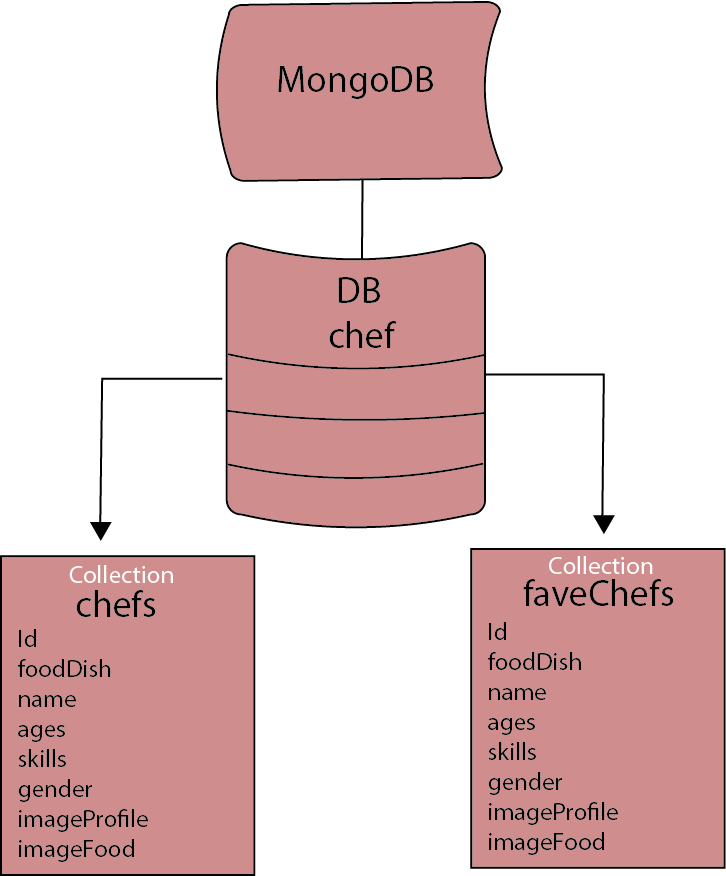 MongoDB
DB
chef
Collection
chefs
Id
foodDish
name
ages
skills
gender
imageProfile
imageFood
Collection
faveChefs
Id
foodDish
name
ages
skills
gender
imageProfile
imageFood